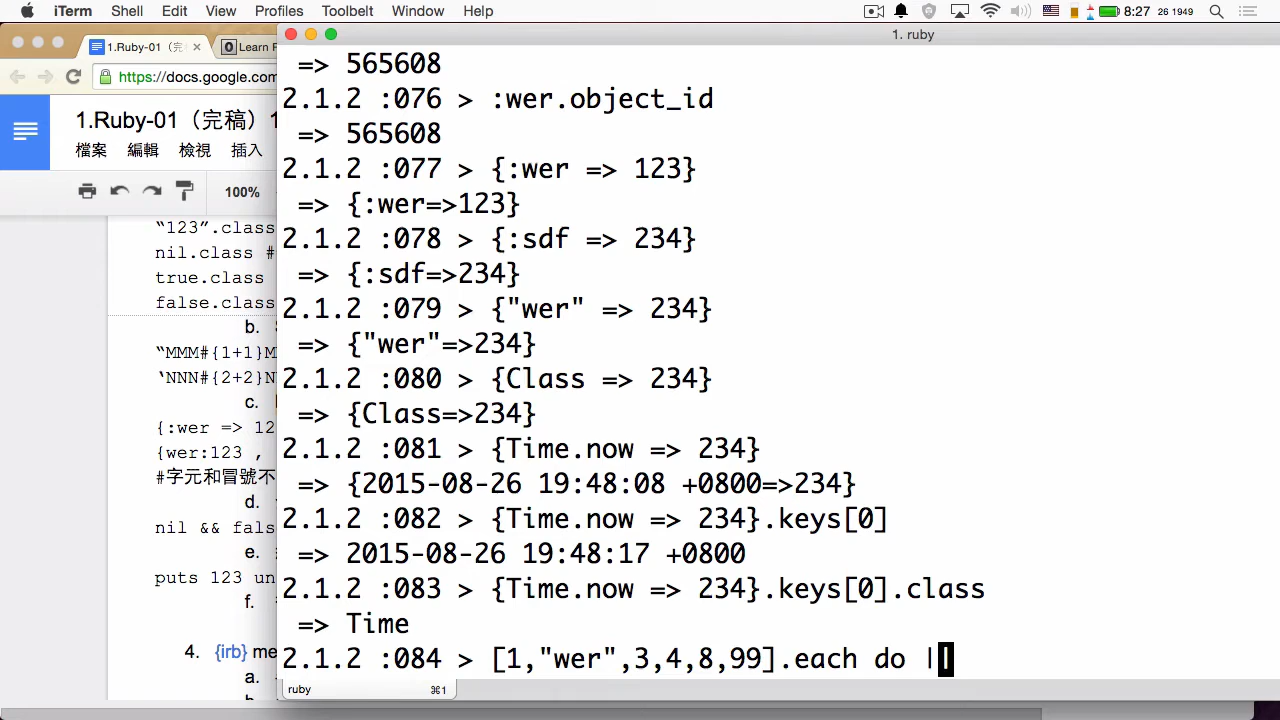 iTerm Shell Edit View Profiles Toolbelt Window Help 8:27 26 1949
1.Ruby-01（完 Learn
1. ruby
https://docs.google.com
1.Ruby-01（完稿）1
檔案 編輯 檢視 插入
100%
“123”.class
nil.class #
true.class
false.class
b.
“MMM#{1+1}M
‘NNN#{2+2}N
c.
{:wer => 12
{wer:123 ,
#字元和冒號不
d.
nil && fals
e.
puts 123 un
f.
4. {irb} me
a.
=> 565608
2.1.2 :076 > :wer.object_id
=> 565608
2.1.2 :077 > {:wer => 123}
=> {:wer=>123}
2.1.2 :078 > {:sdf => 234}
=> {:sdf=>234}
2.1.2 :079 > {"wer" => 234}
=> {"wer"=>234}
2.1.2 :080 > {Class => 234}
=> {Class=>234}
2.1.2 :081 > {Time.now => 234}
=> {2015-08-26 19:48:08 +0800=>234}
2.1.2 :082 > {Time.now => 234}.keys[0]
=> 2015-08-26 19:48:17 +0800
2.1.2 :083 > {Time.now => 234}.keys[0].class
=> Time
2.1.2 :084 > [1,"wer",3,4,8,99].each do ||
ruby ⌘1